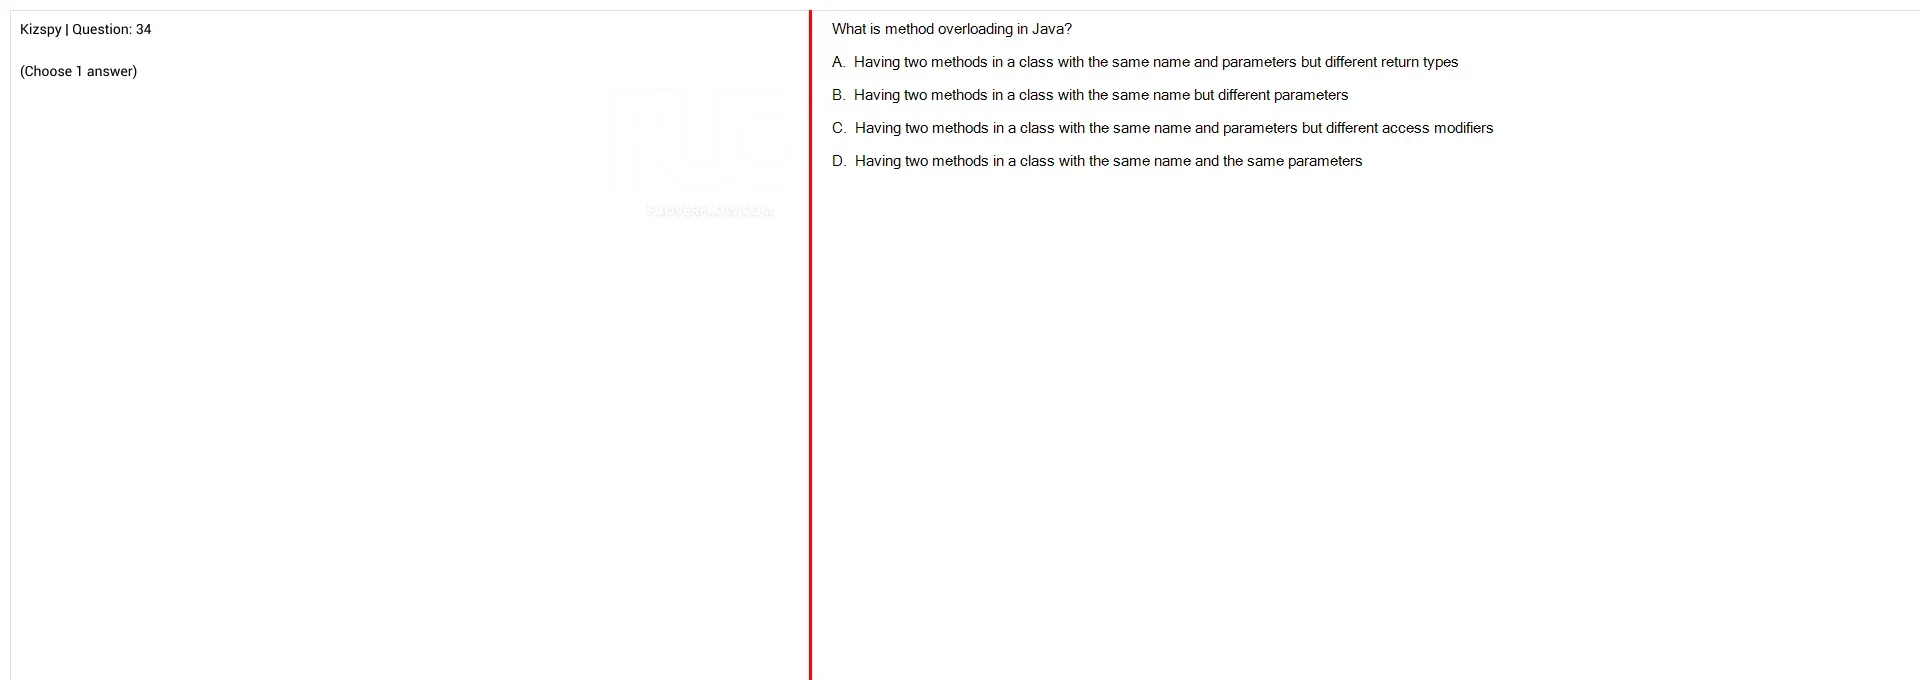 Kizspy | Question: 34
(Choose 1 answer)
FUOVERFLOW.COM
What is method overloading in Java?
A. Having two methods in a class with the same name and parameters but different return types
B. Having two methods in a class with the same name but different parameters
C. Having two methods in a class with the same name and parameters but different access modifiers
D. Having two methods in a class with the same name and the same parameters